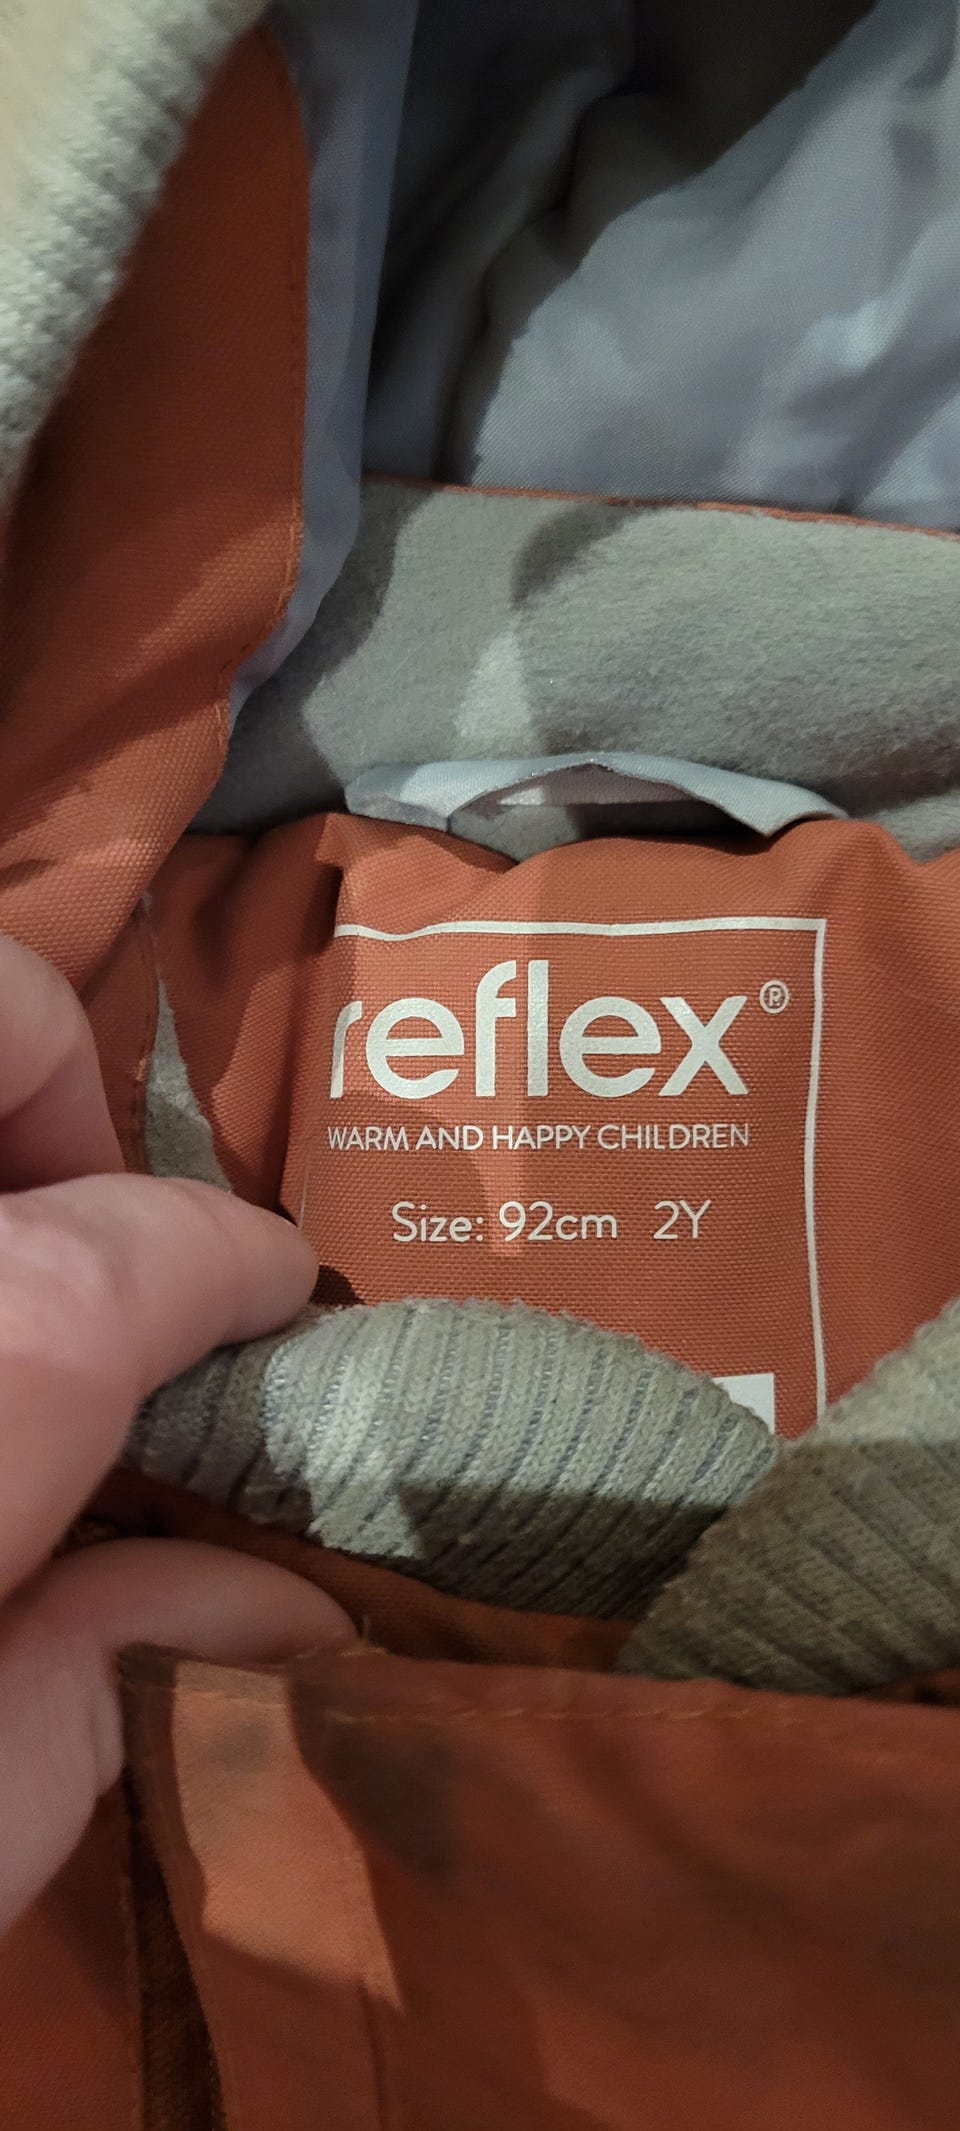 reflex®
WARM AND HAPPY CHILDREN
Size: 92cm 2Y